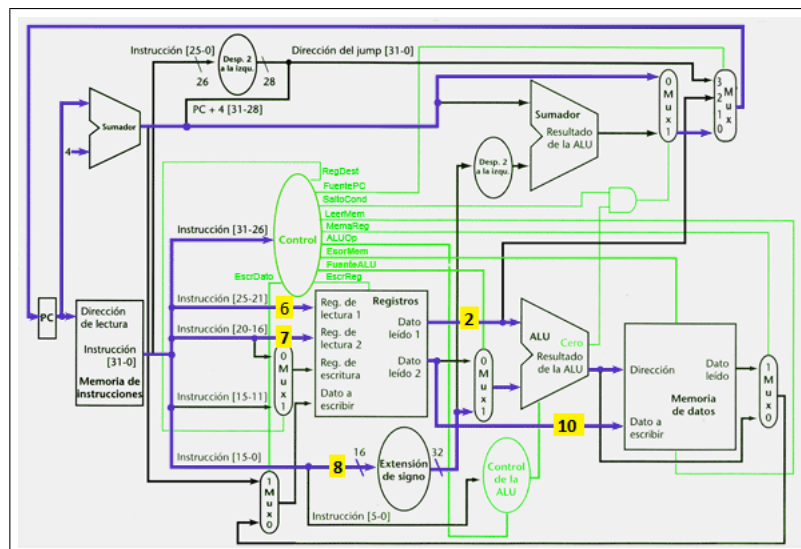 Instrucción [25-0]
Desp. 2
a la izqu.
Dirección del jump [31-0]
26
28
PC + 4 [31-28]
Sumador
4
0
M
u
x
1
3
2
M
u
1
x
0
Sumador
Resultado
de la ALU
Desp. 2
a la izqu.
RegDest
FuentePC
SaltoCond
LeerMem
MemaReg
ALUOp
EscrMem
FuenteALU
EscrReg
EscrDato
Control
Instrucción [31-26]
Instrucción [25-21]
6
Instrucción [20-16]
7
Instrucción [15-11]
Instrucción [15-0]
8
16
32
Extensión
de signo
Instrucción [5-0]
PC
Dirección
de lectura
Instrucción
[31-0]
Memoria de
instrucciones
0
M
u
x
1
Registros
Reg. de
lectura 1
Reg. de
lectura 2
Reg. de
escritura
Dato a
escribir
Dato
leído 1
Dato
leído 2
2
0
M
u
x
1
ALU
Cero
Resultado
de la ALU
10
Control
de la
ALU
Dirección
Dato
leído
Memoria
de datos
Dato a
escribir
1
M
u
x
0
1
M
u
x
0